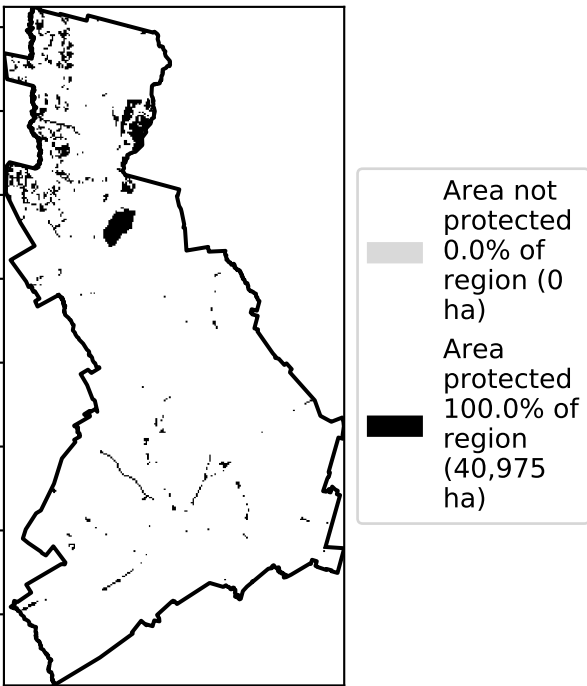 Area not
protected
0.0% of
region (0
ha)
Area
protected
100.0% of
region
(40,975
ha)